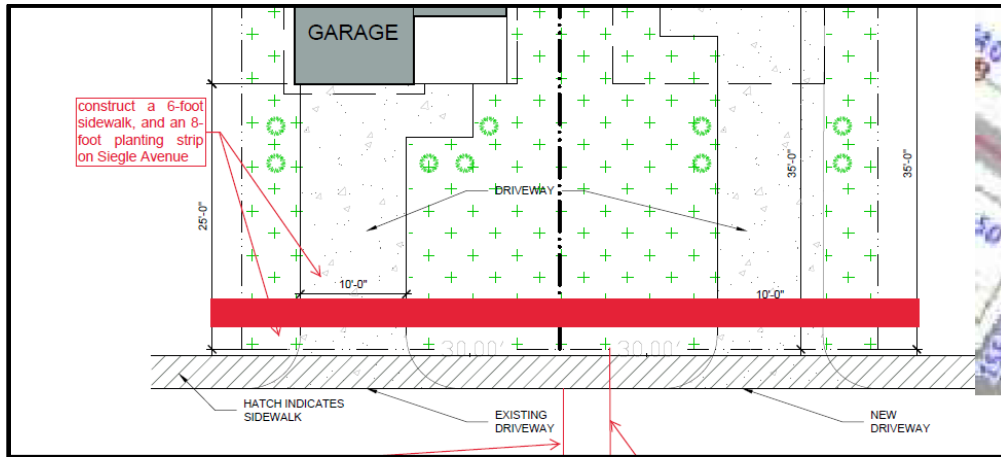 GARAGE
construct a 6-foot
sidewalk, and an 8-
foot planting strip
on Siegle Avenue
DRIVEWAY
25'-0"
35'-0"
35'-0"
10'-0"
10'-0"
30.00'
30.00'
HATCH INDICATES
SIDEWALK
EXISTING
DRIVEWAY
NEW
DRIVEWAY